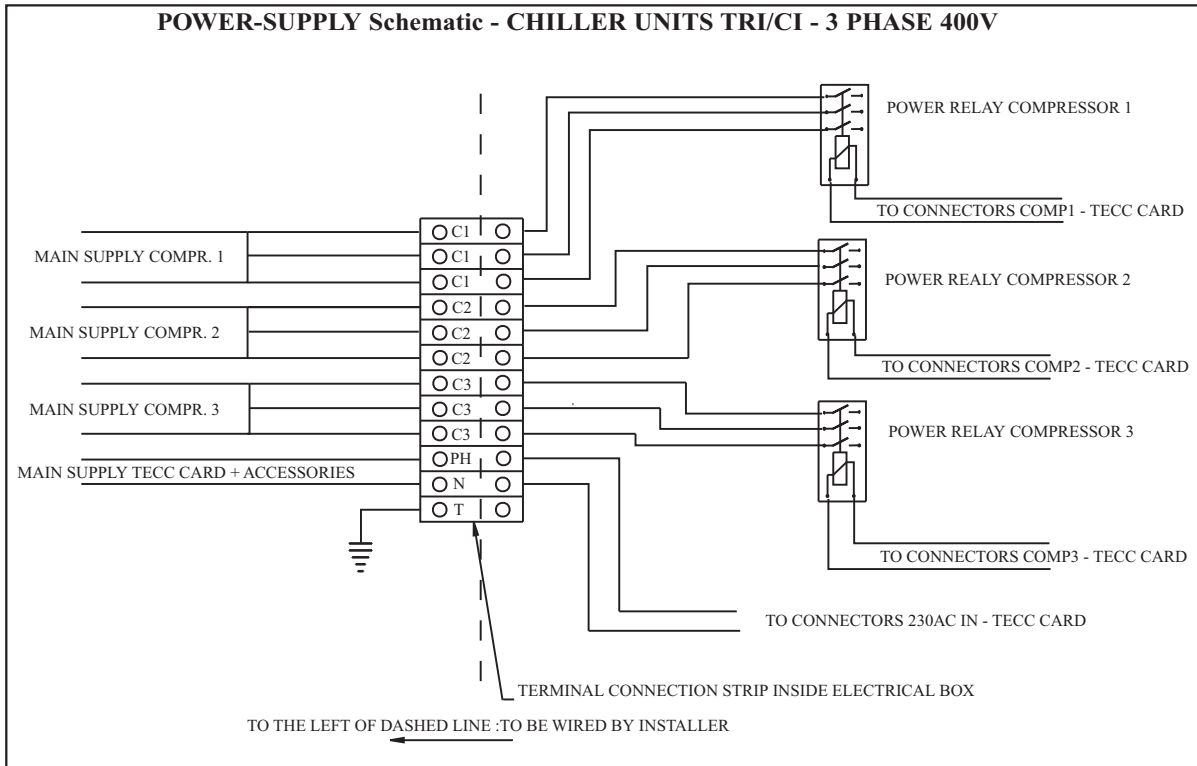 POWER-SUPPLY Schematic - CHILLER UNITS TRI/CI - 3 PHASE 400V
POWER RELAY COMPRESSOR 1
TO CONNECTORS COMP1 - TECC CARD
MAIN SUPPLY COMPR. 1
C1
C1
C1
POWER REALY COMPRESSOR 2
MAIN SUPPLY COMPR. 2
C2
C2
C2
TO CONNECTORS COMP2 - TECC CARD
MAIN SUPPLY COMPR. 3
C3
C3
C3
POWER RELAY COMPRESSOR 3
MAIN SUPPLY TECC CARD + ACCESSORIES
PH
N
T
TO CONNECTORS COMP3 - TECC CARD
TO CONNECTORS 230AC IN - TECC CARD
TERMINAL CONNECTION STRIP INSIDE ELECTRICAL BOX
TO THE LEFT OF DASHED LINE :TO BE WIRED BY INSTALLER